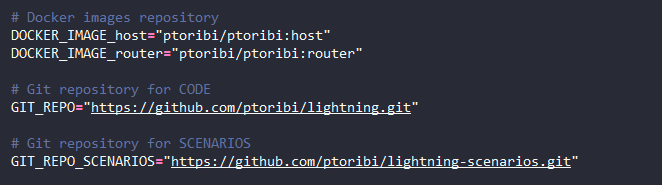 # Docker images repository
DOCKER_IMAGE_host="ptoribi/ptoribi:host"
DOCKER_IMAGE_router="ptoribi/ptoribi:router"
# Git repository for CODE
GIT_REPO="https://github.com/ptoribi/lightning.git"
# Git repository for SCENARIOS
GIT_REPO_SCENARIOS="https://github.com/ptoribi/lightning-scenarios.git"